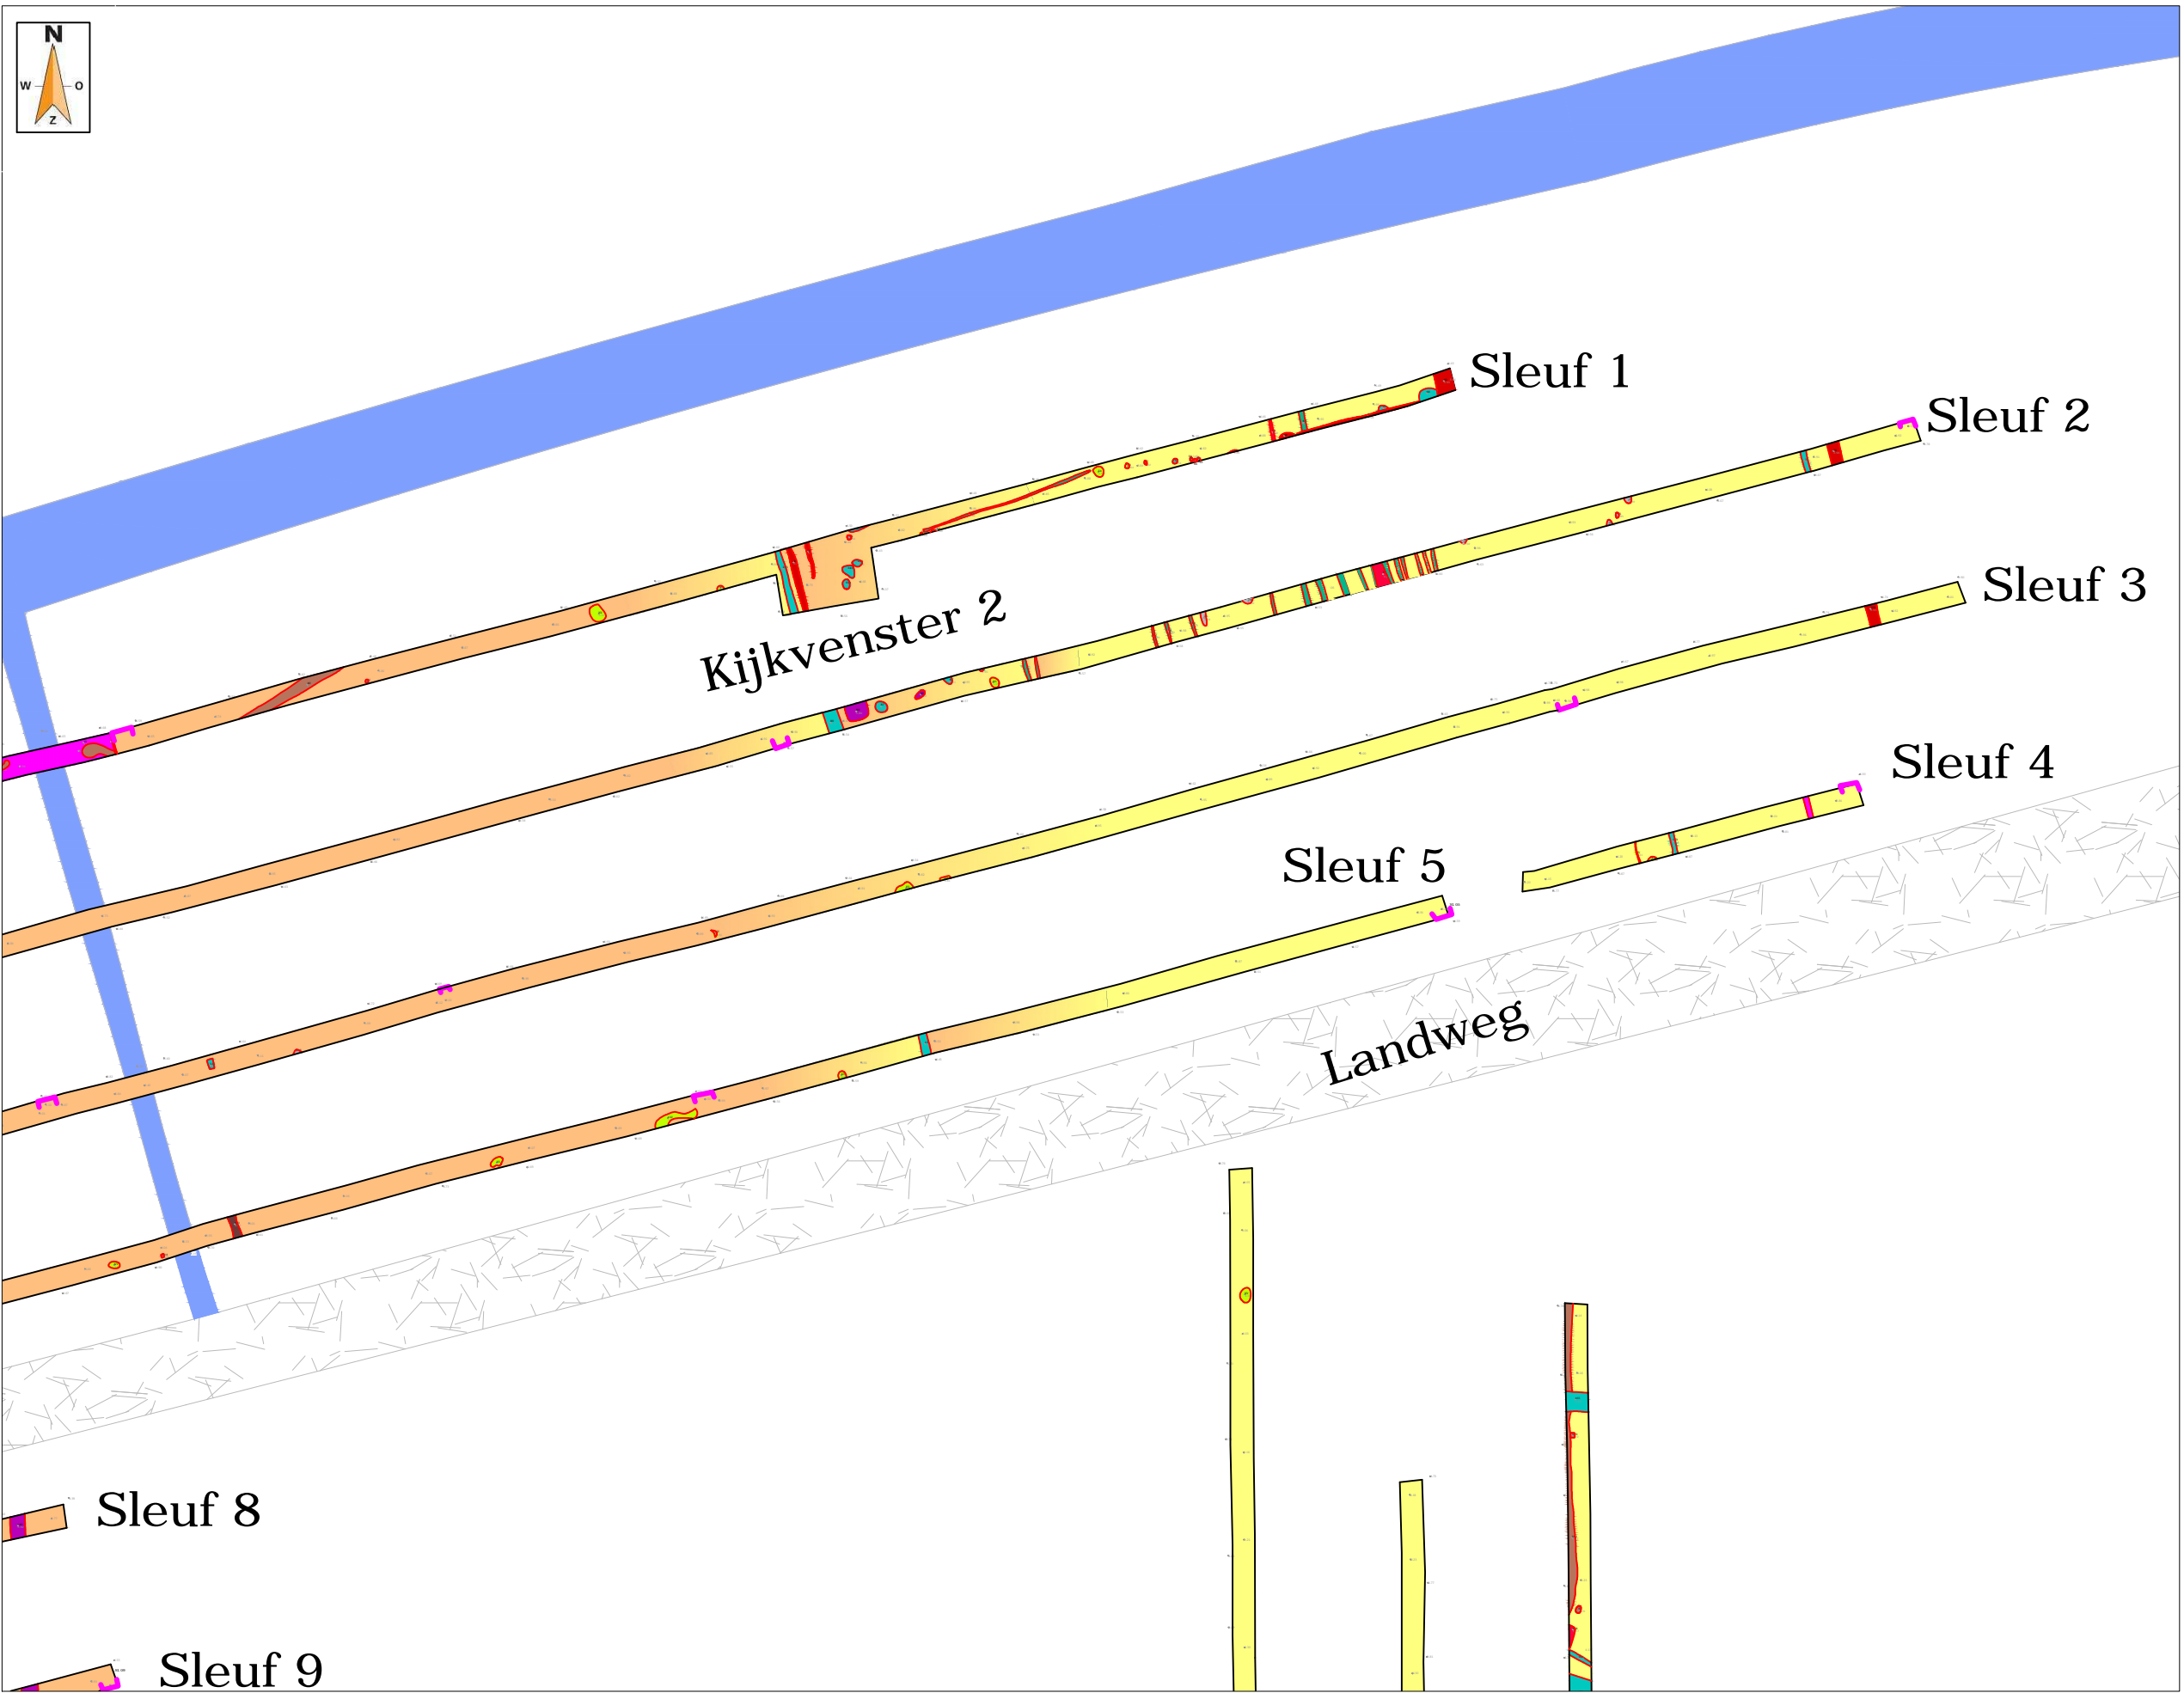 N
W O
Z
Sleuf 1
Sleuf 2
Sleuf 3
Kijkvenster 2
Sleuf 4
Sleuf 5
Landweg
Sleuf 8
Sleuf 9